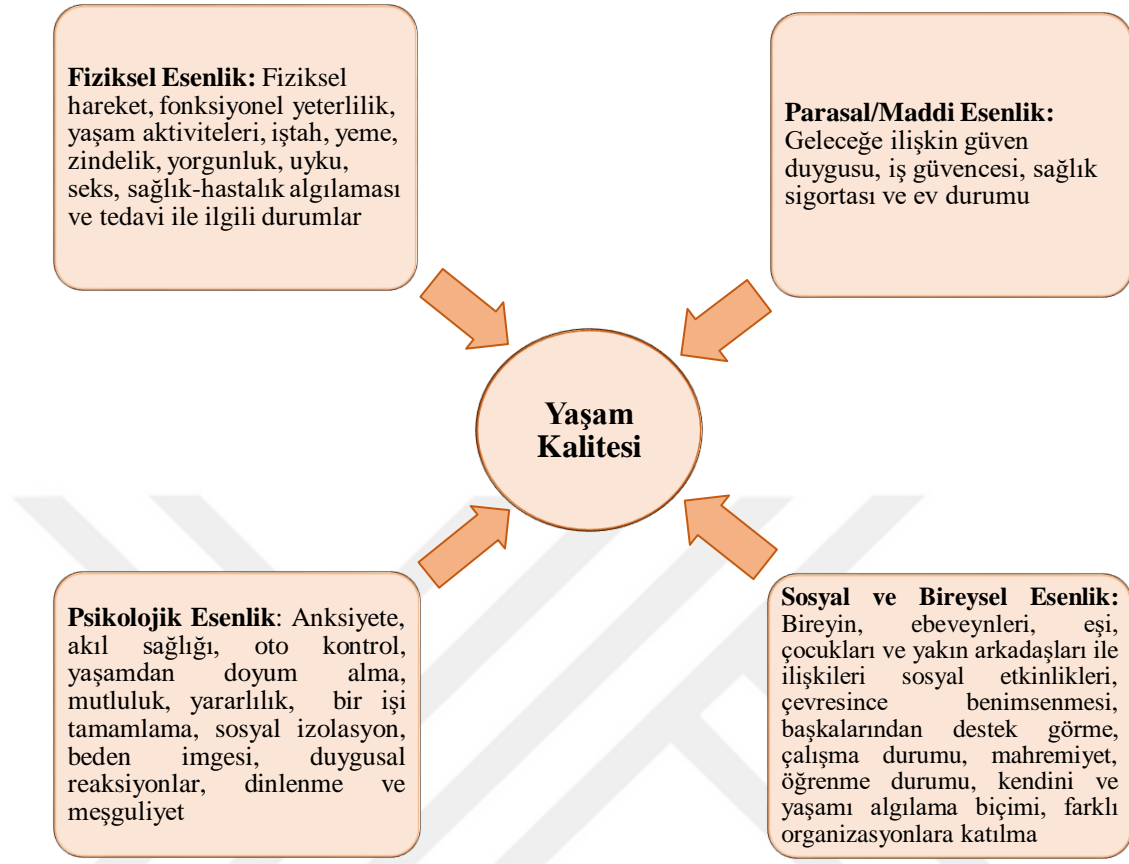 Fiziksel Esenlik: Fiziksel
hareket, fonksiyonel yeterlilik,
yaşam aktiviteleri, iştah, yeme,
zindelik, yorgunluk, uyku,
seks, sağlık-hastalık algılaması
ve tedavi ile ilgili durumlar
Parasal/Maddi Esenlik:
Geleceğe ilişkin güven
duygusu, iş güvencesi, sağlık
sigortası ve ev durumu
Yaşam
Kalitesi
Psikolojik Esenlik: Anksiyete,
akıl sağlığı, oto kontrol,
yaşamdan doyum alma,
mutluluk, yararlılık, bir işi
tamamlama, sosyal izolasyon,
beden imgesi, duygusal
reaksiyonlar, dinlenme ve
meşguliyet
Sosyal ve Bireysel Esenlik:
Bireyin, ebeveynleri, eşi,
çocukları ve yakın arkadaşları ile
ilişkileri sosyal etkinlikleri,
çevresince benimsenmesi,
başkalarından destek görme,
çalışma durumu, mahremiyet,
öğrenme durumu, kendini ve
yaşamı algılama biçimi, farklı
organizasyonlara katılma